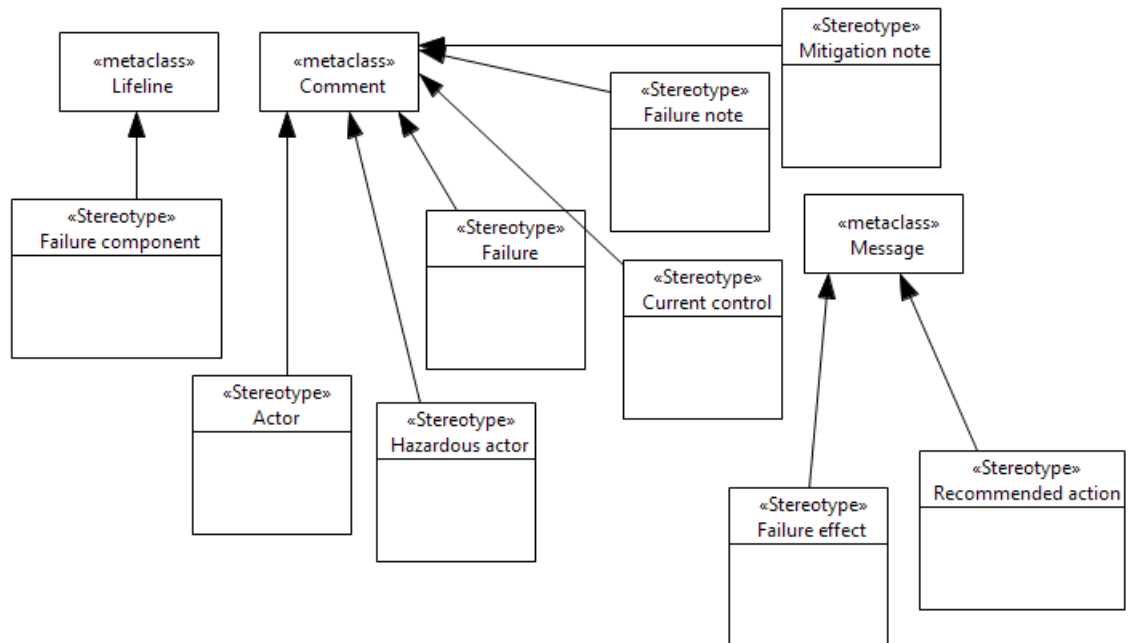 «metaclass»
Lifeline
«metaclass»
Comment
«Stereotype»
Mitigation note
«Stereotype»
Failure note
«Stereotype»
Failure component
«Stereotype»
Failure
«metaclass»
Message
«Stereotype»
Current control
«Stereotype»
Actor
«Stereotype»
Hazardous actor
«Stereotype»
Recommended action
«Stereotype»
Failure effect